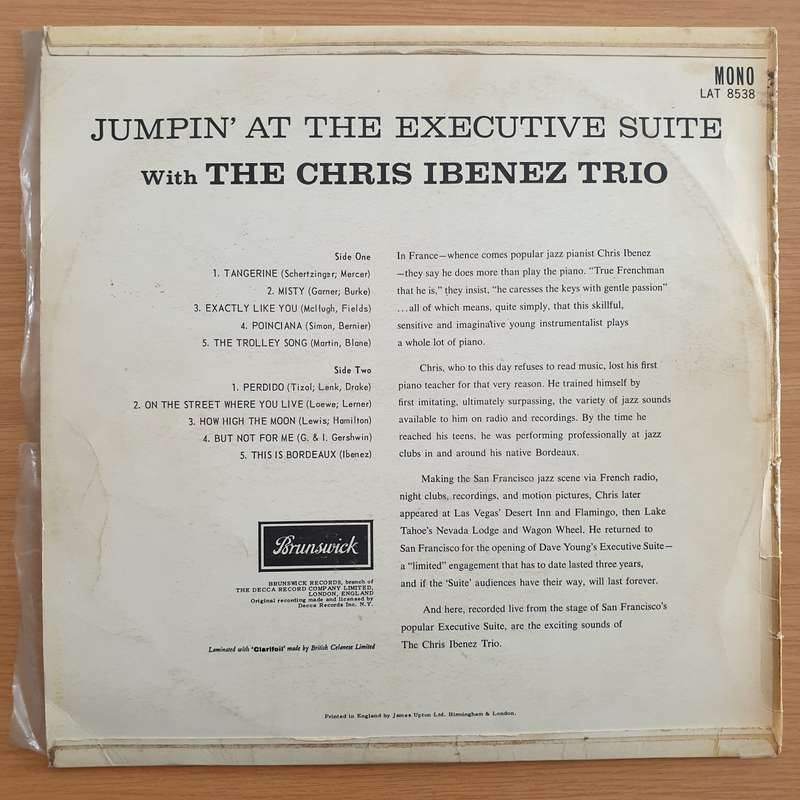 MONO
LAT 8538
JUMPIN' AT THE EXECUTIVE SUITE
With THE CHRIS IBENEZ TRIO
Side One
1. TANGERINE (Schertzinger; Mercer)
2. MISTY (Garner; Burke)
3. EXACTLY LIKE YOU (McHugh, Fields)
4. POINCIANA (Simon, Bernier)
5. THE TROLLEY SONG (Martin, Blane)
Side Two
1. PERDIDO (Tizol; Lenk, Drake)
2. ON THE STREET WHERE YOU LIVE (Loewe; Lerner)
3. HOW HIGH THE MOON (Lewis; Hamilton)
4. BUT NOT FOR ME (G. & I. Gershwin)
5. THIS IS BORDEAUX (Ibenez)
Brunswick
BRUNSWICK RECORDS, branch of
THE DECCA RECORD COMPANY LIMITED,
LONDON, ENGLAND
Original recording made and licensed by
Decca Records Inc. N.Y.
Laminated with 'Clarifoil' made by British Celanese Limited
In France—whence comes popular jazz pianist Chris Ibenez
—they say he does more than play the piano. "True Frenchman
that he is," they insist, "he caresses the keys with gentle passion"
...all of which means, quite simply, that this skillful,
sensitive and imaginative young instrumentalist plays
a whole lot of piano.
Chris, who to this day refuses to read music, lost his first
piano teacher for that very reason. He trained himself by
first imitating, ultimately surpassing, the variety of jazz sounds
available to him on radio and recordings. By the time he
reached his teens, he was performing professionally at jazz
clubs in and around his native Bordeaux.
Making the San Francisco jazz scene via French radio,
night clubs, recordings, and motion pictures, Chris later
appeared at Las Vegas' Desert Inn and Flamingo, then Lake
Tahoe's Nevada Lodge and Wagon Wheel. He returned to
San Francisco for the opening of Dave Young's Executive Suite—
a "limited" engagement that has to date lasted three years,
and if the 'Suite' audiences have their way, will last forever.
And here, recorded live from the stage of San Francisco's
popular Executive Suite, are the exciting sounds of
The Chris Ibenez Trio.
Printed in England by James Upton Ltd. Birmingham & London.